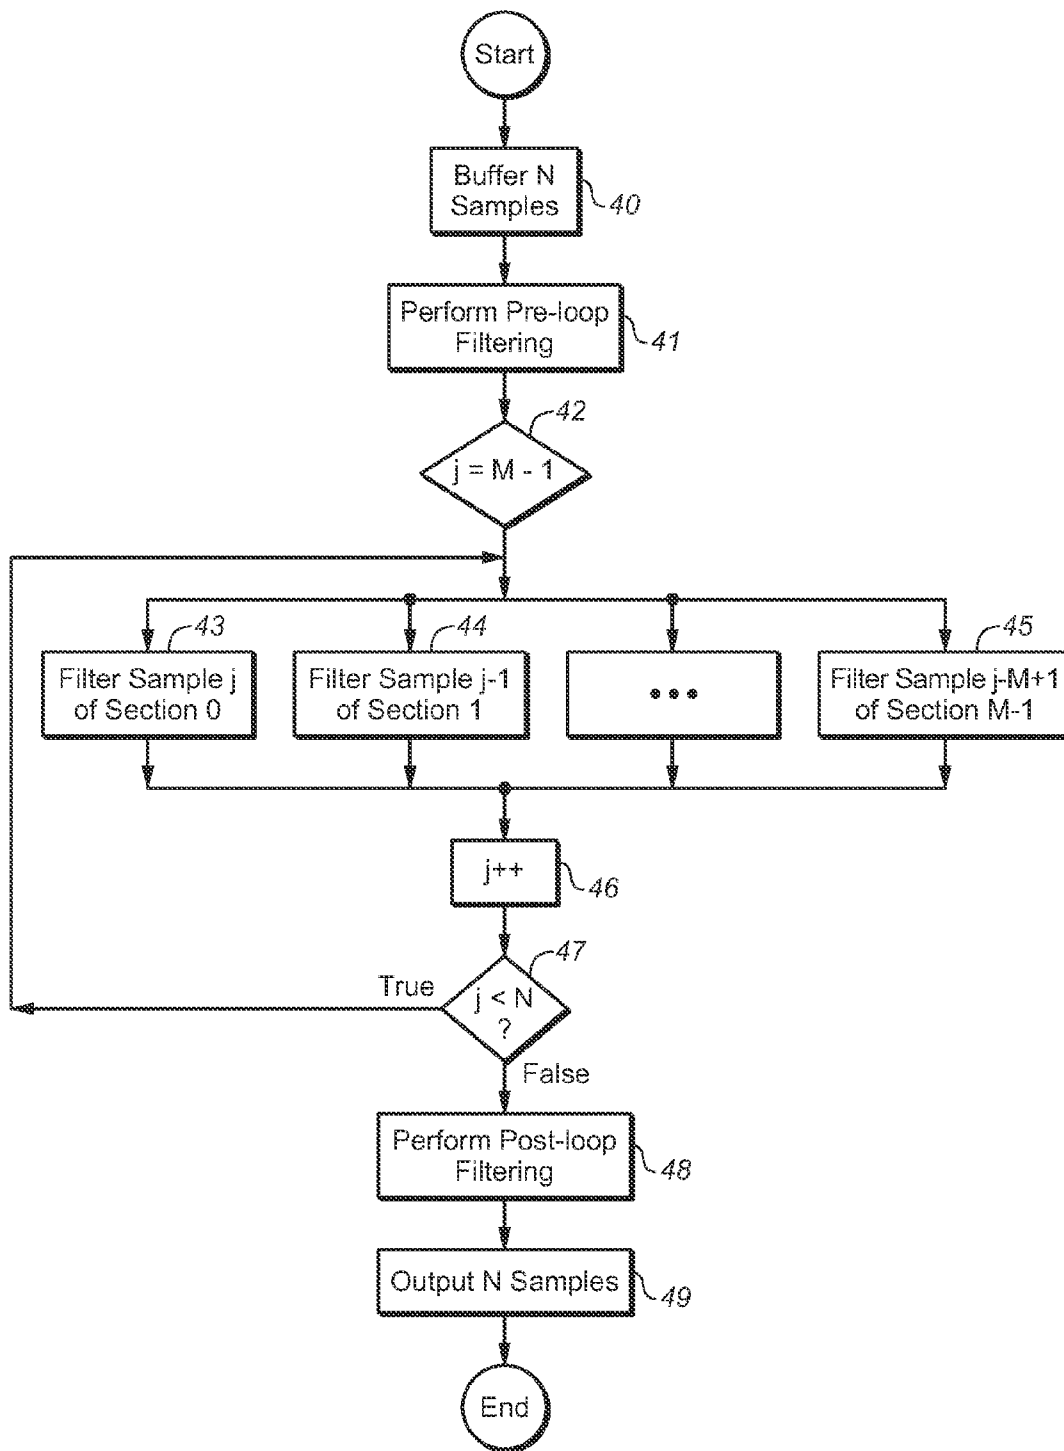 Start
Buffer N
Samples
40
Perform Pre-loop
Filtering
41
42
j = M - 1
43
Filter Sample j
of Section 0
44
Filter Sample j-1
of Section 1
•••
45
Filter Sample j-M+1
of Section M-1
j++
46
47
True
j < N
?
False
Perform Post-loop
Filtering
48
Output N Samples
49
End